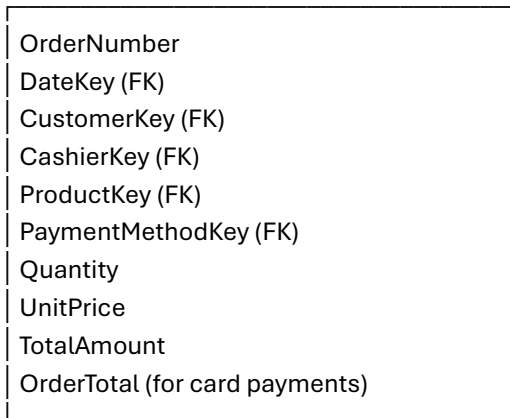 OrderNumber
DateKey (FK)
CustomerKey (FK)
CashierKey (FK)
ProductKey (FK)
PaymentMethodKey (FK)
Quantity
UnitPrice
TotalAmount
OrderTotal (for card payments)